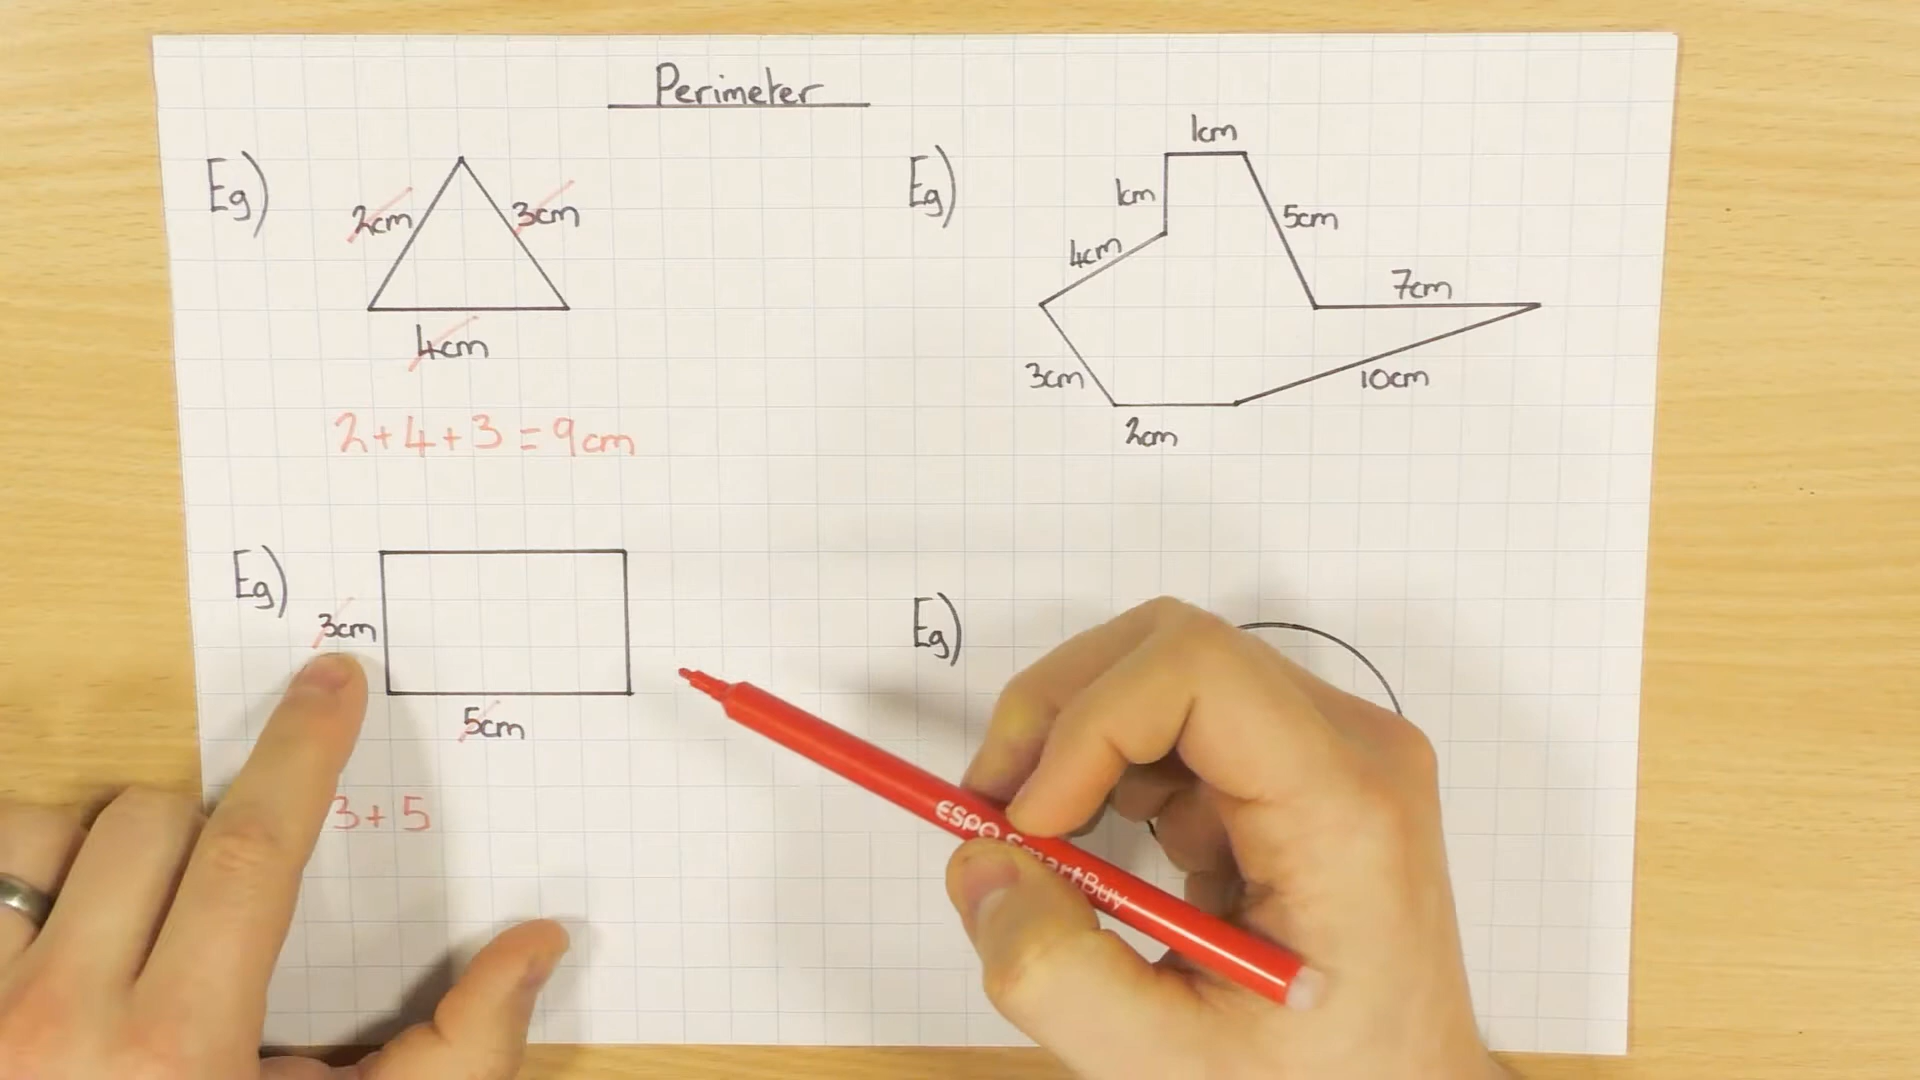 Perimeter
Eg)
2cm
3cm
4cm
2+4+3=9cm
Eg)
1cm
1cm
5cm
4cm
7cm
3cm
10cm
2cm
Eg)
3cm
5cm
3+5
Eg)
ESPO SmartBuy